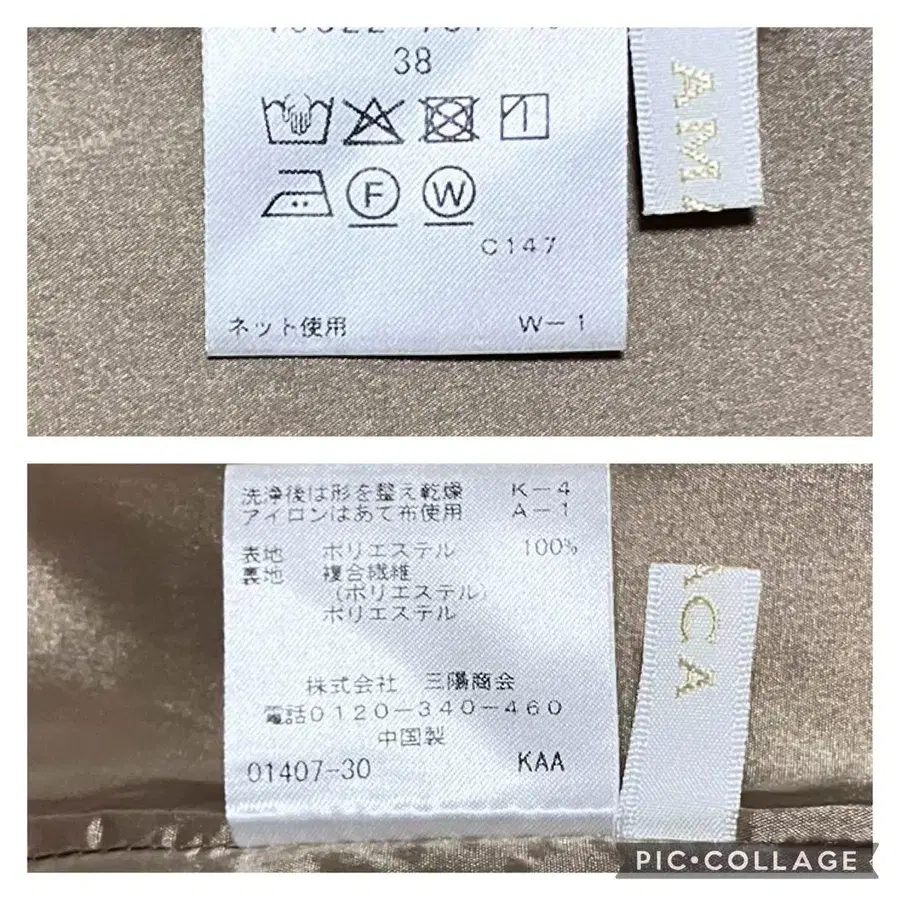 38
AMA
C147
ネット使用 W-1
洗浄後は形を整え乾燥 K-4
アイロンはあて布使用 A-1
表地 ポリエステル 100%
裏地 複合繊維
(ポリエステル)
ポリエステル
株式会社 三陽商会
電話0120-340-460
中国製
01407-30 KAA
ACA
PIC•COLLAGE